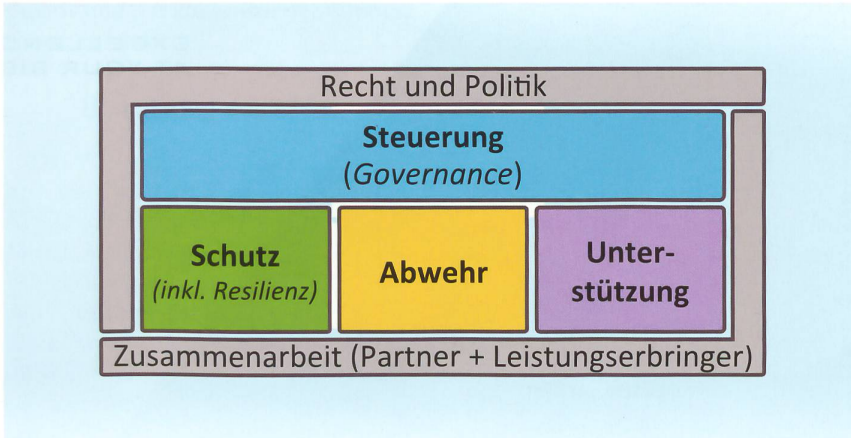 Recht und Politik
Steuerung
(Governance)
Schutz
(inkl. Resilienz)
Abwehr
Unter-
stützung
Zusammenarbeit (Partner + Leistungserbringer)